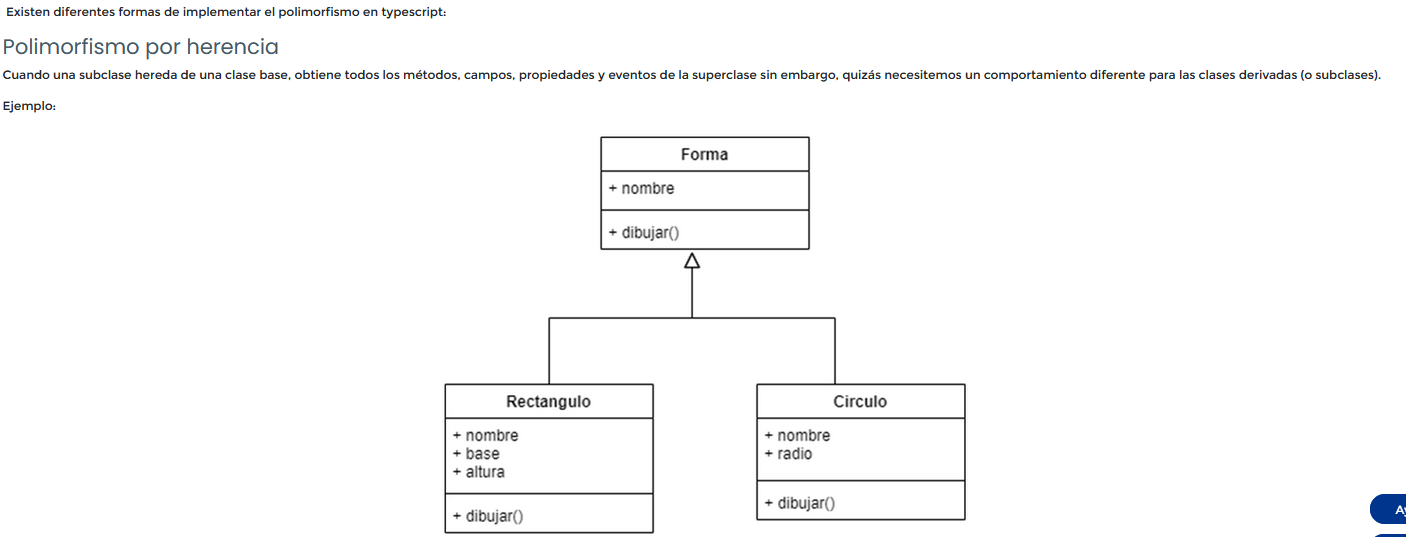 Existen diferentes formas de implementar el polimorfismo en typescript:
Polimorfismo por herencia
Cuando una subclase hereda de una clase base, obtiene todos los métodos, campos, propiedades y eventos de la superclase sin embargo, quizás necesitemos un comportamiento diferente para las clases derivadas (o subclases).
Ejemplo:
Forma
+ nombre
+ dibujar()
Rectangulo
+ nombre
+ base
+ altura
+ dibujar()
Circulo
+ nombre
+ radio
+ dibujar()